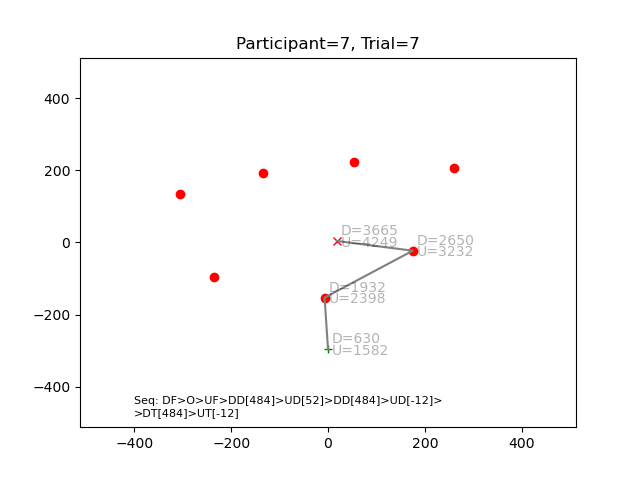 Participant=7, Trial=7
400
200
0
−200
−400
D=3665
U=4249
D=2650
U=3232
D=1932
U=2398
D=630
U=1582
Seq: DF>O>UF>DD[484]>UD[52]>DD[484]>UD[-12]>
>DT[484]>UT[-12]
−400 −200 0 200 400